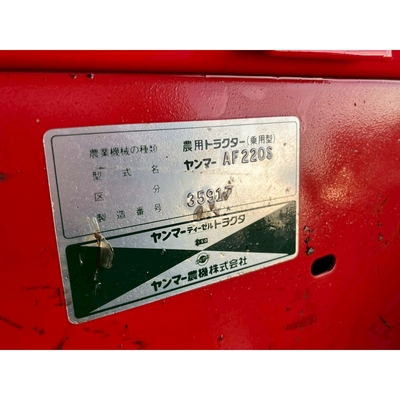 農業機械の種類 農用トラクター(乗用型)
型式名 ヤンマー AF220S
区分 35917
製造番号
ヤンマーディーゼルトラクタ
ヤンマー農機株式会社